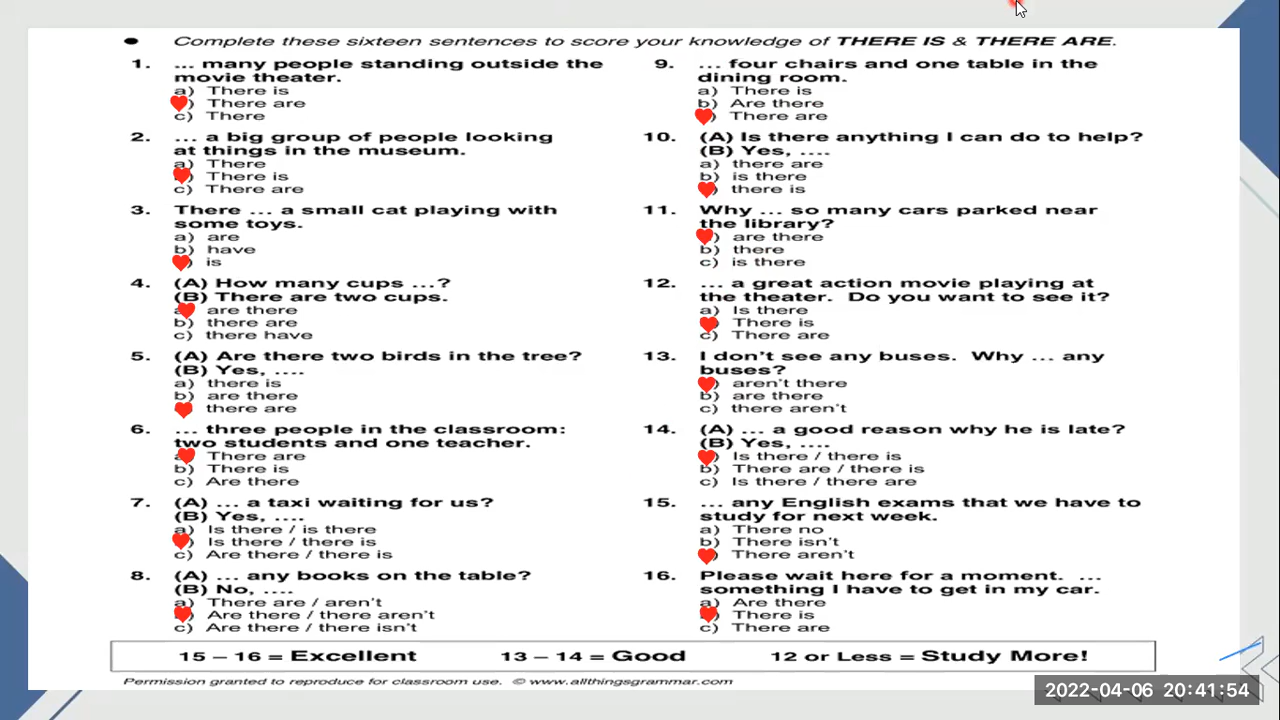 Complete these sixteen sentences to score your knowledge of THERE IS & THERE ARE.
1. ... many people standing outside the
movie theater.
a) There is
There are
c) There
2. ... a big group of people looking
at things in the museum.
a) There
There is
c) There are
3. There ... a small cat playing with
some toys.
a) are
b) have
) is
4. (A) How many cups ...?
(B) There are two cups.
are there
b) there are
c) there have
5. (A) Are there two birds in the tree?
(B) Yes, ....
a) there is
b) are there
there are
6. ... three people in the classroom:
two students and one teacher.
There are
b) There is
c) Are there
7. (A) ... a taxi waiting for us?
(B) Yes, ....
a) Is there / is there
) Is there / there is
c) Are there / there is
8. (A) ... any books on the table?
(B) No, ....
a) There are / aren't
) Are there / there aren't
c) Are there / there isn't
9. ... four chairs and one table in the
dining room.
a) There is
b) Are there
) There are
10. (A) Is there anything I can do to help?
(B) Yes, ....
a) there are
b) is there
) there is
11. Why ... so many cars parked near
the library?
) are there
b) there
c) is there
12. ... a great action movie playing at
the theater. Do you want to see it?
a) Is there
) There is
c) There are
13. I don't see any buses. Why ... any
buses?
) aren't there
b) are there
c) there aren't
14. (A) ... a good reason why he is late?
(B) Yes, ....
) Is there / there is
b) There are / there is
c) Is there / there are
15. ... any English exams that we have to
study for next week.
a) There no
b) There isn't
) There aren't
16. Please wait here for a moment. ...
something I have to get in my car.
a) Are there
) There is
c) There are
15 – 16 = Excellent 13 – 14 = Good 12 or Less = Study More!
Permission granted to reproduce for classroom use. © www.allthingsgrammar.com
2022-04-06 20:41:54